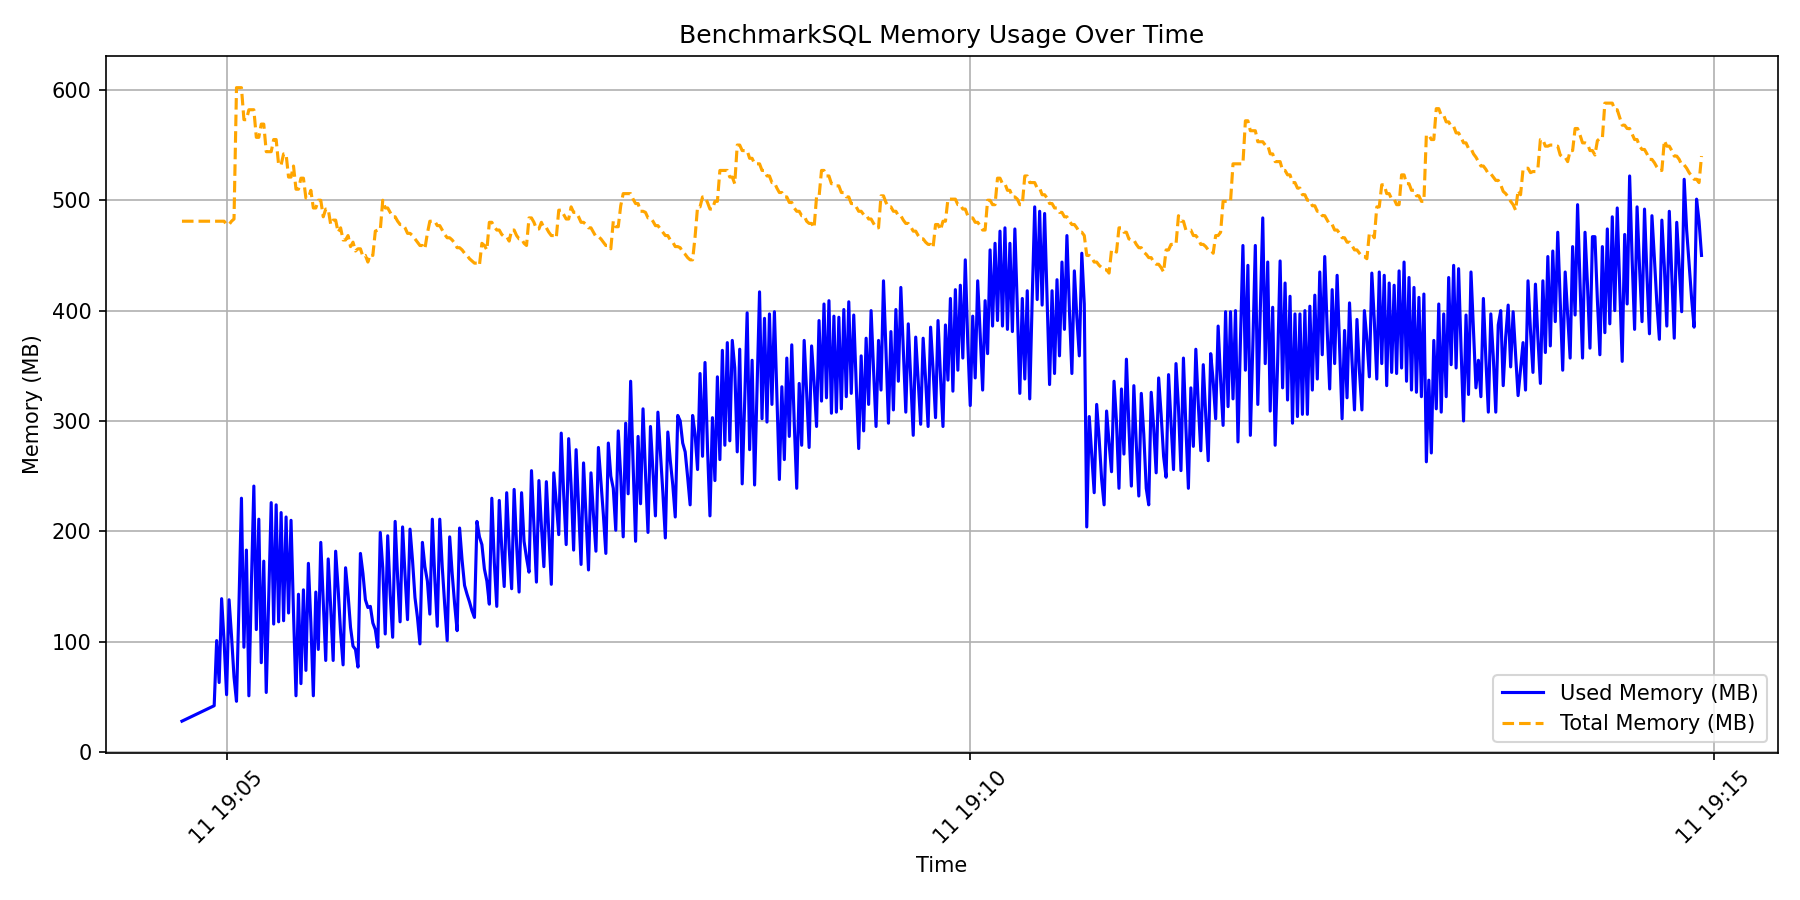 BenchmarkSQL Memory Usage Over Time
Memory (MB)
600
500
400
300
200
100
0
Used Memory (MB)
Total Memory (MB)
11 19:05
11 19:10
11 19:15
Time